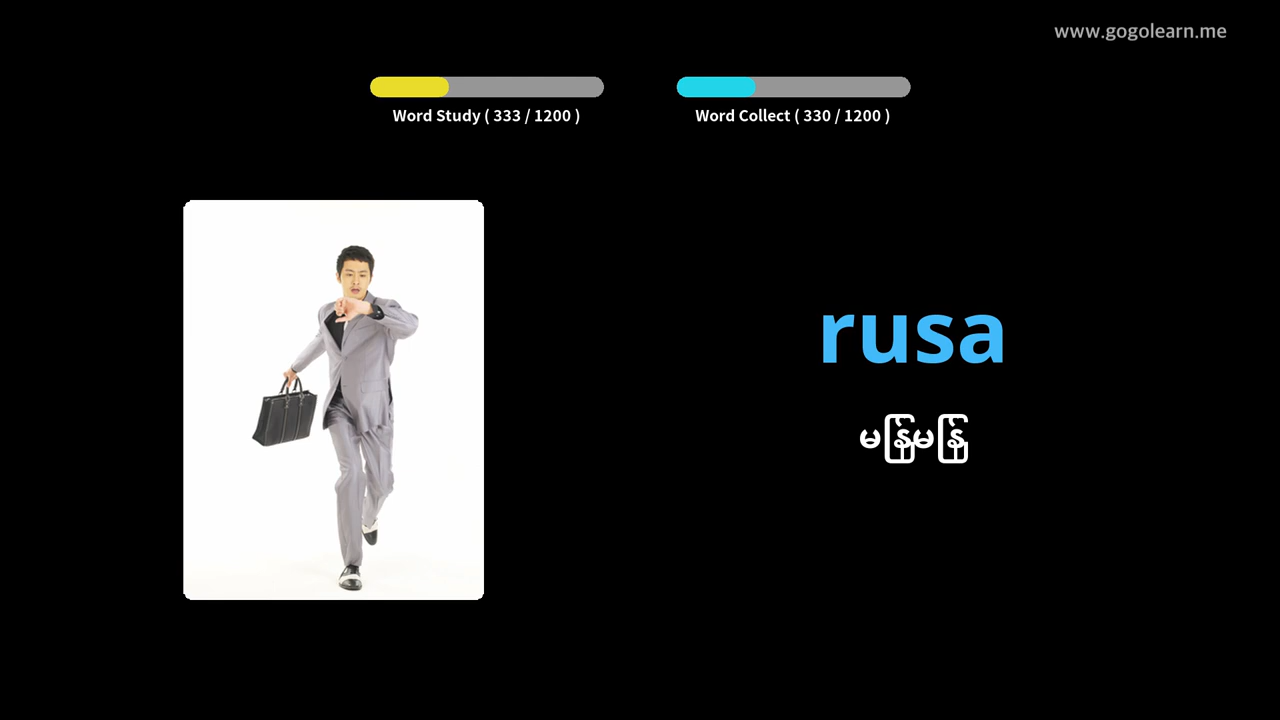 www.gogolearn.me
Word Study ( 333 / 1200 )
Word Collect ( 330 / 1200 )
rusa
မြန်မြန်